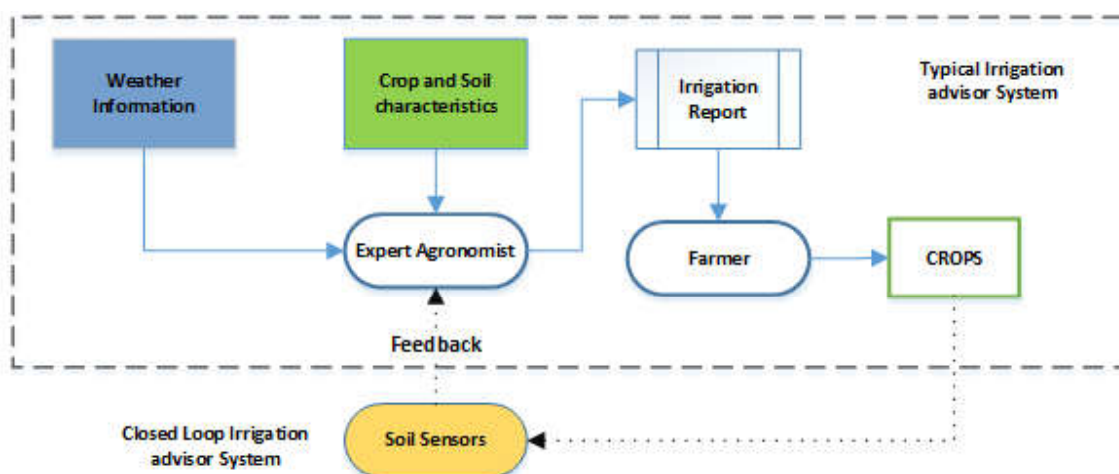 Weather
Information
Crop and Soil
characteristics
Irrigation
Report
Typical Irrigation
advisor System
Expert Agronomist
Farmer
CROPS
Feedback
Closed Loop Irrigation
advisor System
Soil Sensors